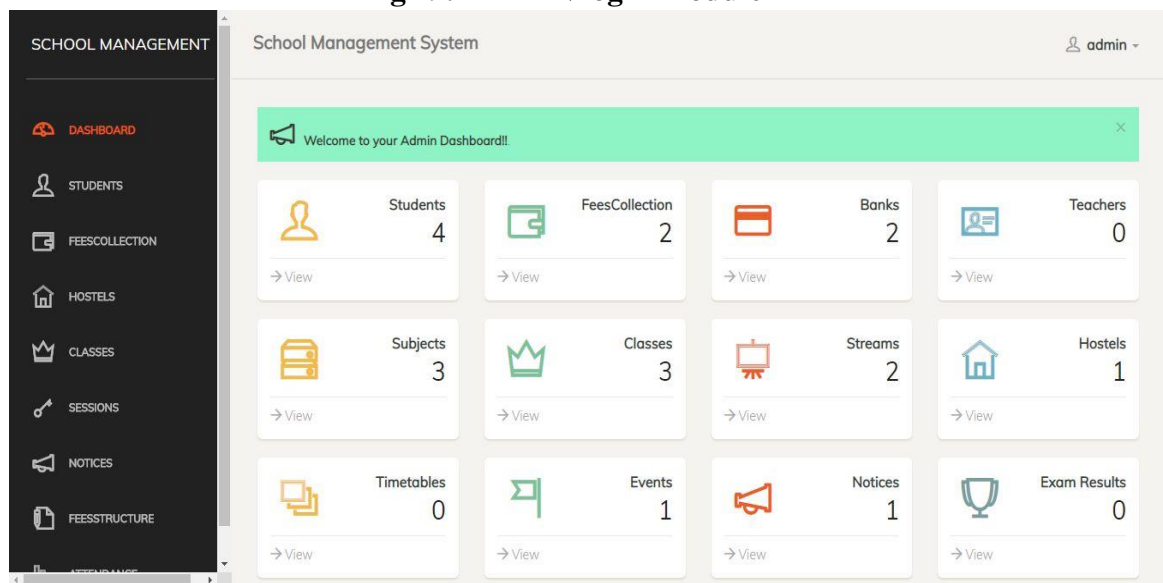 SCHOOL MANAGEMENT
School Management System
admin
DASHBOARD
STUDENTS
FEESCOLLECTION
HOSTELS
CLASSES
SESSIONS
NOTICES
FEESSTRUCTURE
Welcome to your Admin Dashboard!!
Students
4
→ View
FeesCollection
2
→ View
Banks
2
→ View
Teachers
0
→ View
Subjects
3
→ View
Classes
3
→ View
Streams
2
→ View
Hostels
1
→ View
Timetables
0
→ View
Events
1
→ View
Notices
1
→ View
Exam Results
0
→ View